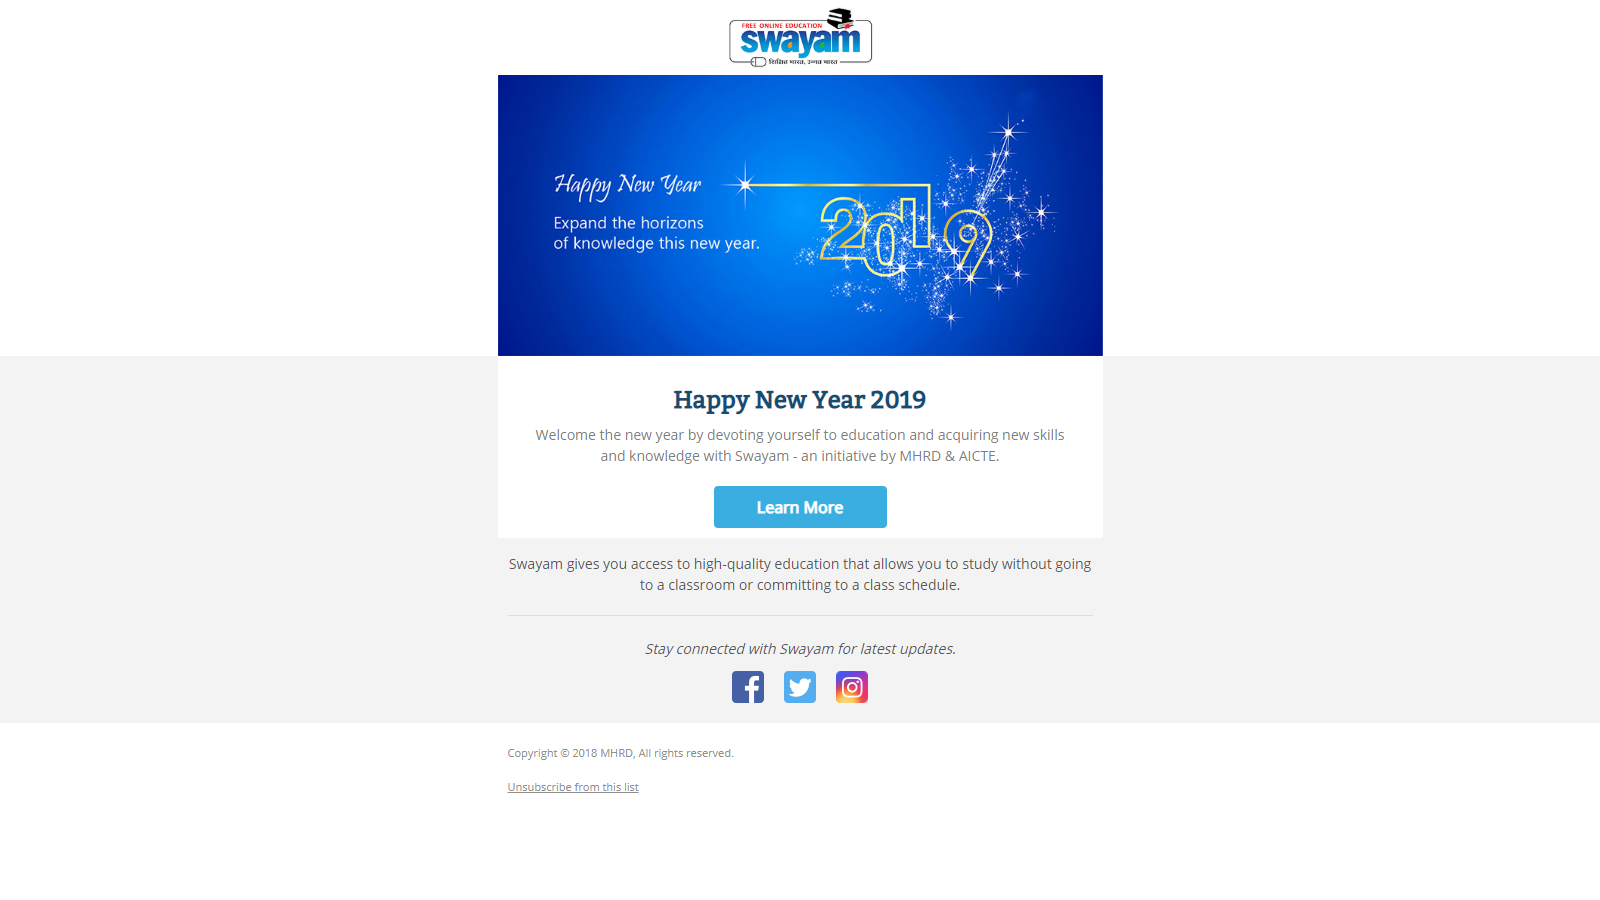 FREE ONLINE EDUCATION
swayam
शिक्षित भारत, उन्नत भारत
Happy New Year
Expand the horizons
of knowledge this new year.
2019
Happy New Year 2019
Welcome the new year by devoting yourself to education and acquiring new skills
and knowledge with Swayam - an initiative by MHRD & AICTE.
Learn More
Swayam gives you access to high-quality education that allows you to study without going
to a classroom or committing to a class schedule.
Stay connected with Swayam for latest updates.
Copyright © 2018 MHRD, All rights reserved.
Unsubscribe from this list